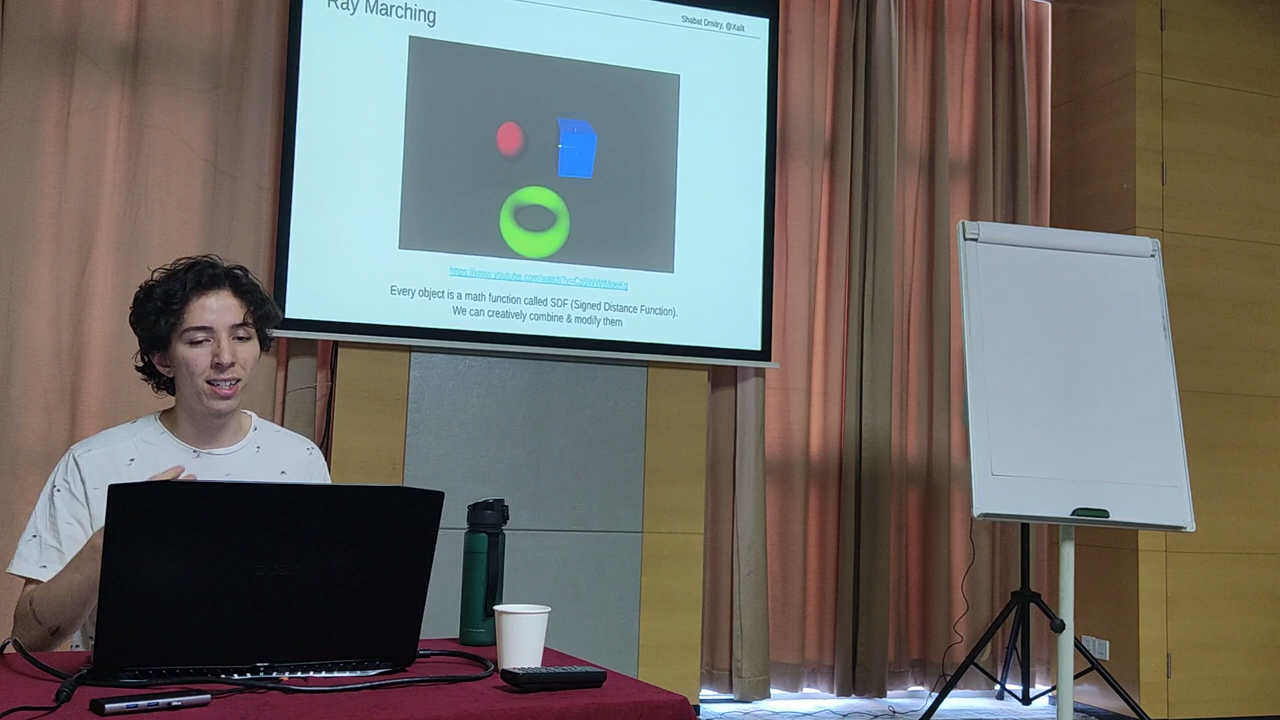 Ray Marching
Shabat Dmitry,
Every object is a math function called SDF (Signed Distance Function).
We can creatively combine & modify them